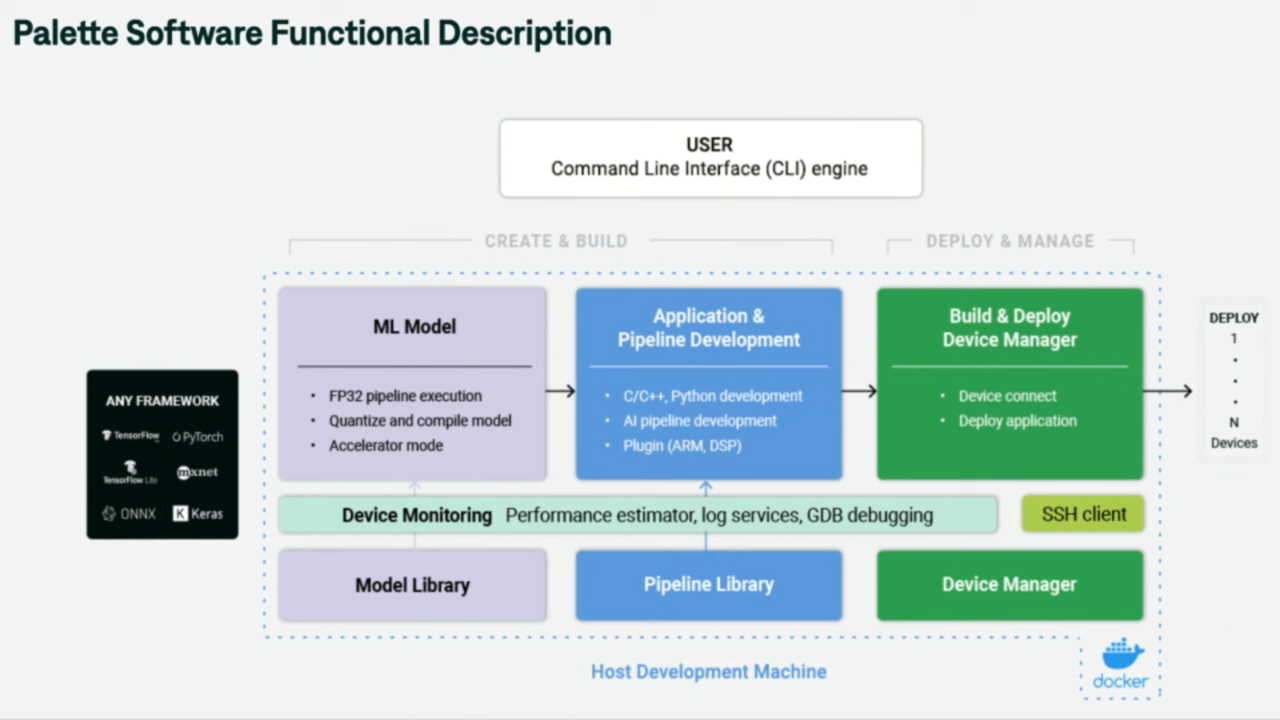 Palette Software Functional Description
USER
Command Line Interface (CLI) engine
CREATE & BUILD
DEPLOY & MANAGE
ANY FRAMEWORK
TensorFlow
PyTorch
TensorFlow Lite
mxnet
ONNX
K Keras
ML Model
• FP32 pipeline execution
• Quantize and compile model
• Accelerator mode
Application &
Pipeline Development
• C/C++, Python development
• AI pipeline development
• Plugin (ARM, DSP)
Build & Deploy
Device Manager
• Device connect
• Deploy application
DEPLOY
1
•
•
•
N
Devices
Device Monitoring Performance estimator, log services, GDB debugging
SSH client
Model Library
Pipeline Library
Device Manager
Host Development Machine
docker